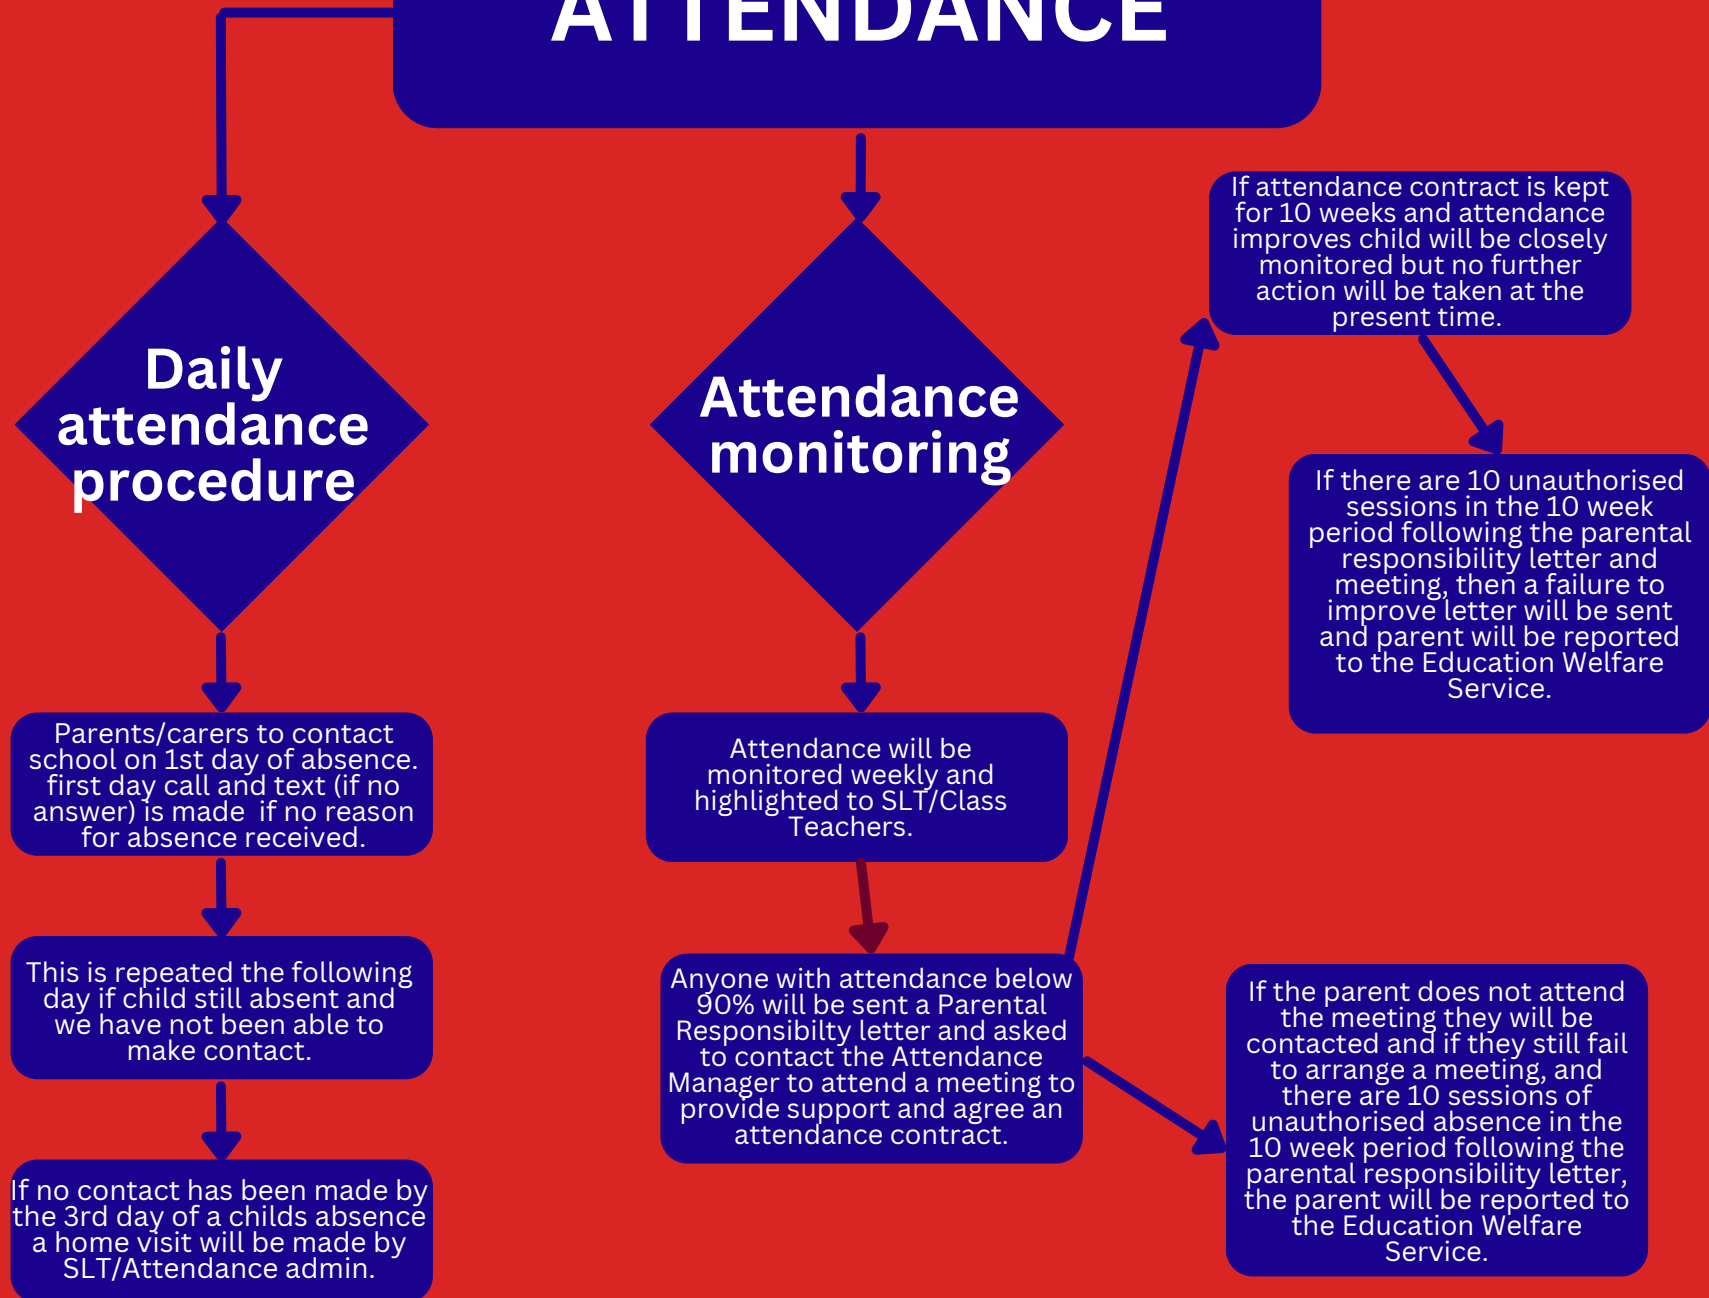 ATTENDANCE
Daily
attendance
procedure
Parents/carers to contact
school on 1st day of absence.
first day call and text (if no
answer) is made  if no reason
for absence received.
This is repeated the following
day if child still absent and
we have not been able to
make contact.
If no contact has been made by
the 3rd day of a childs absence
a home visit will be made by
SLT/Attendance admin.
Attendance
monitoring
Attendance will be
monitored weekly and
highlighted to SLT/Class
Teachers.
Anyone with attendance below
90% will be sent a Parental
Responsibilty letter and asked
to contact the Attendance
Manager to attend a meeting to
provide support and agree an
attendance contract.
If attendance contract is kept
for 10 weeks and attendance
improves child will be closely
monitored but no further
action will be taken at the
present time.
If there are 10 unauthorised
sessions in the 10 week
period following the parental
responsibility letter and
meeting, then a failure to
improve letter will be sent
and parent will be reported
to the Education Welfare
Service.
If the parent does not attend
the meeting they will be
contacted and if they still fail
to arrange a meeting, and
there are 10 sessions of
unauthorised absence in the
10 week period following the
parental responsibility letter,
the parent will be reported to
the Education Welfare
Service.